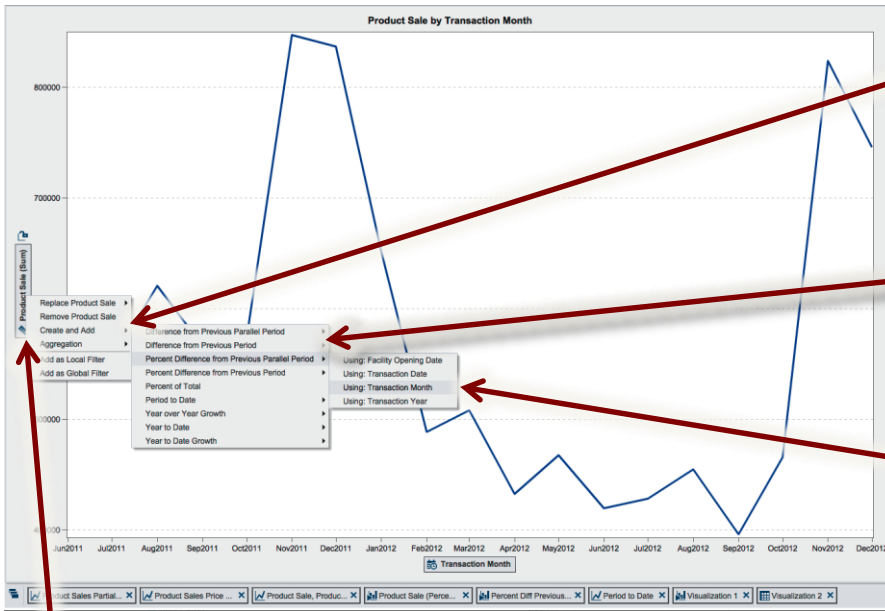 Product Sale by Transaction Month
800000
700000
Product Sale (Sum)
Replace Product Sale
Remove Product Sale
Create and Add
Aggregation
Add as Local Filter
Add as Global Filter
Difference from Previous Parallel Period
Difference from Previous Period
Percent Difference from Previous Parallel Period
Percent Difference from Previous Period
Percent of Total
Period to Date
Year over Year Growth
Year to Date
Year to Date Growth
Using: Facility Opening Date
Using: Transaction Date
Using: Transaction Month
Using: Transaction Year
Jun2011 Jul2011 Aug2011 Sep2011 Oct2011 Nov2011 Dec2011 Jan2012 Feb2012 Mar2012 Apr2012 May2012 Jun2012 Jul2012 Aug2012 Sep2012 Oct2012 Nov2012 Dec2012
Transaction Month
Product Sales Partial... Product Sales Price ... Product Sale, Produc... Product Sale (Perce... Percent Diff Previous... Period to Date Visualization 1 Visualization 2